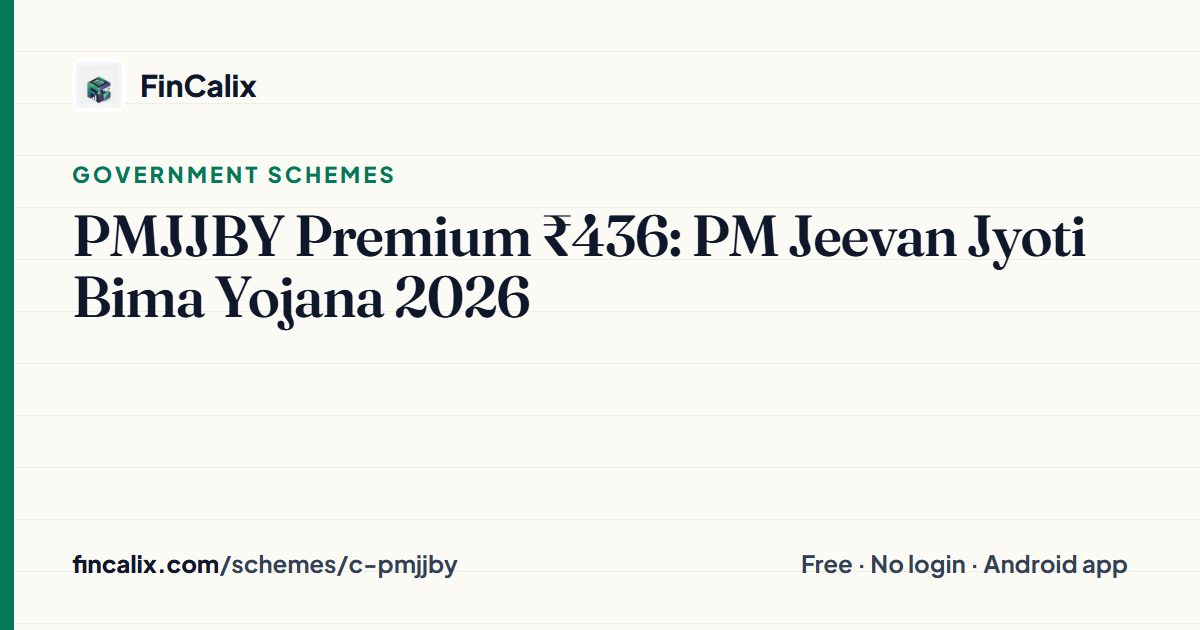 FinCalix
GOVERNMENT SCHEMES
PMJJBY Premium ₹436: PM Jeevan Jyoti
Bima Yojana 2026
fincalix.com/schemes/c-pmjjby
Free · No login · Android app